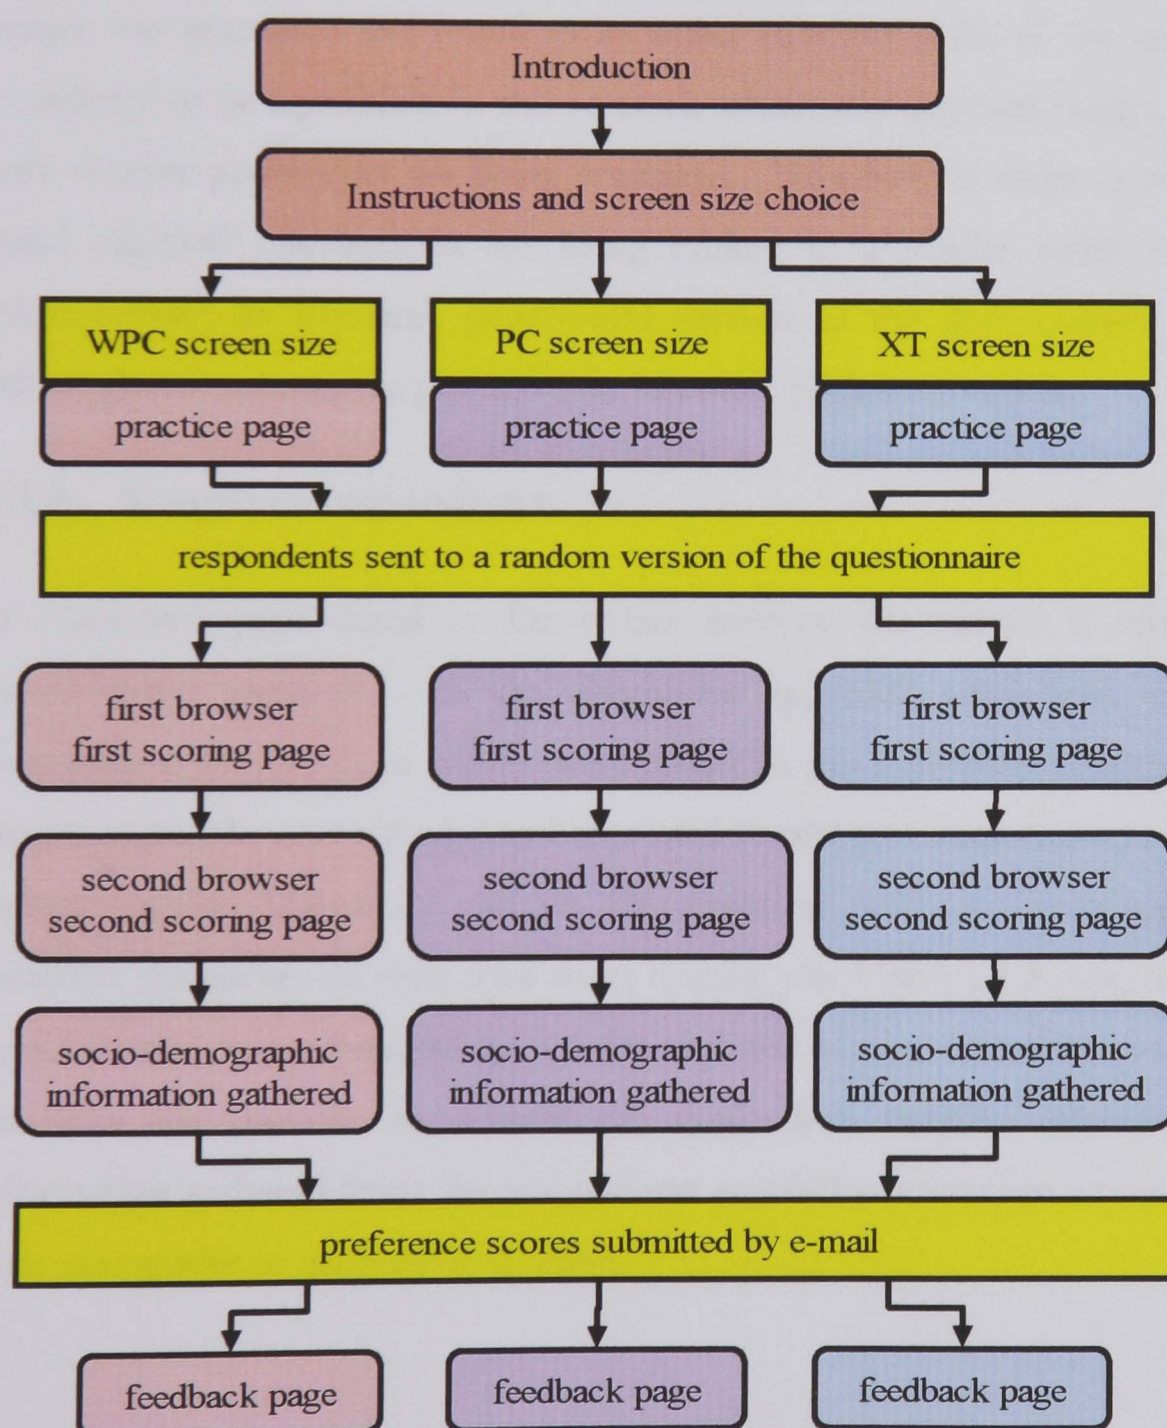 Introduction
Instructions and screen size choice
WPC screen size
PC screen size
XT screen size
practice page
practice page
practice page
respondents sent to a random version of the questionnaire
first browser
first scoring page
first browser
first scoring page
first browser
first scoring page
second browser
second scoring page
second browser
second scoring page
second browser
second scoring page
socio-demographic
information gathered
socio-demographic
information gathered
socio-demographic
information gathered
preference scores submitted by e-mail
feedback page
feedback page
feedback page